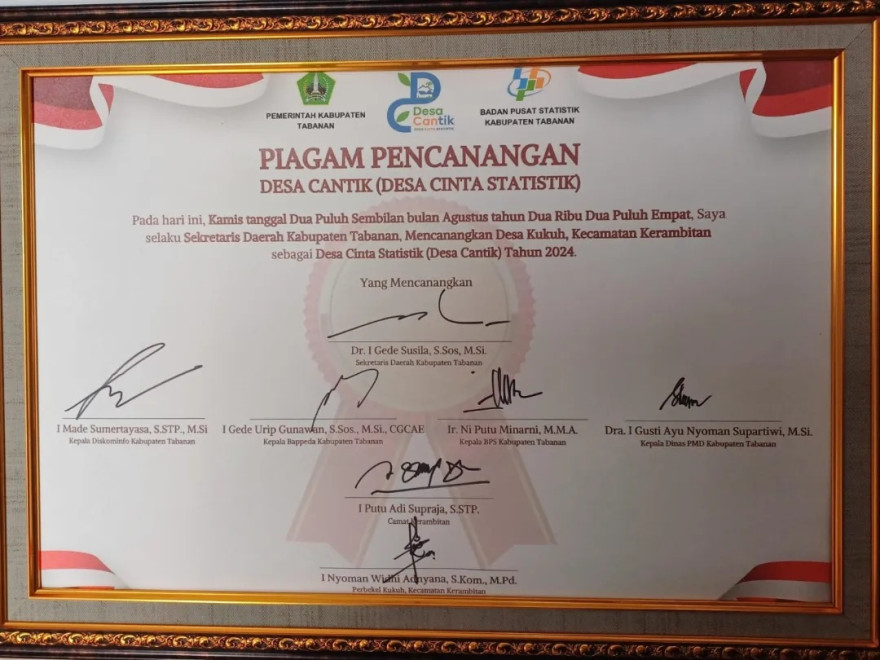 PEMERINTAH KABUPATEN
TABANAN
Desa
Cantik
BADAN PUSAT STATISTIK
KABUPATEN TABANAN
PIAGAM PENCANANGAN
DESA CANTIK (DESA CINTA STATISTIK)
Pada hari ini, Kamis tanggal Dua Puluh Sembilan bulan Agustus tahun Dua Ribu Dua Puluh Empat, Saya
selaku Sekretaris Daerah Kabupaten Tabanan, Mencanangkan Desa Kukuh, Kecamatan Kerambitan
sebagai Desa Cinta Statistik (Desa Cantik) Tahun 2024.
Yang Mencanangkan
Dr. I Gede Susila, S.Sos, M.Si.
Sekretaris Daerah Kabupaten Tabanan
I Made Sumertayasa, S.STP., M.Si
Kepala Diskominfo Kabupaten Tabanan
I Gede Urip Gunawan, S.Sos., M.Si., CGCAE
Kepala Bappeda Kabupaten Tabanan
Ir. Ni Putu Minarni, M.M.A.
Kepala BPS Kabupaten Tabanan
Dra. I Gusti Ayu Nyoman Supartiwi, M.Si.
Kepala Dinas PMD Kabupaten Tabanan
I Putu Adi Supraja, S.STP.
Camat Kerambitan
I Nyoman Widhi Adnyana, S.Kom., M.Pd.
Perbekel Kukuh, Kecamatan Kerambitan